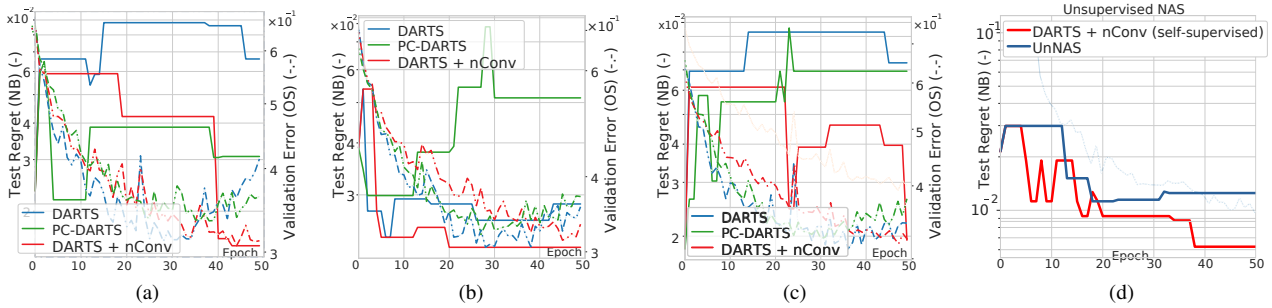 ×10⁻²
×10⁻¹
Test Regret (NB) (-)
6
4
3
Validation Error (OS) (-.-)
6
5
4
3
DARTS
PC-DARTS
DARTS + nConv
Epoch
0 10 20 30 40 50
(a)
×10⁻²
×10⁻¹
Test Regret (NB) (-)
6
4
3
Validation Error (OS) (-.-)
6
4
3
DARTS
PC-DARTS
DARTS + nConv
Epoch
0 10 20 30 40 50
(b)
×10⁻²
×10⁻¹
Test Regret (NB) (-)
6
4
3
2
Validation Error (OS) (-.-)
6
5
4
3
DARTS
PC-DARTS
DARTS + nConv
Epoch
0 10 20 30 40 50
(c)
Unsupervised NAS
DARTS + nConv (self-supervised)
UnNAS
Test Regret (NB) (-)
10⁻¹
10⁻²
0 10 20 30 40 50
Epoch
(d)